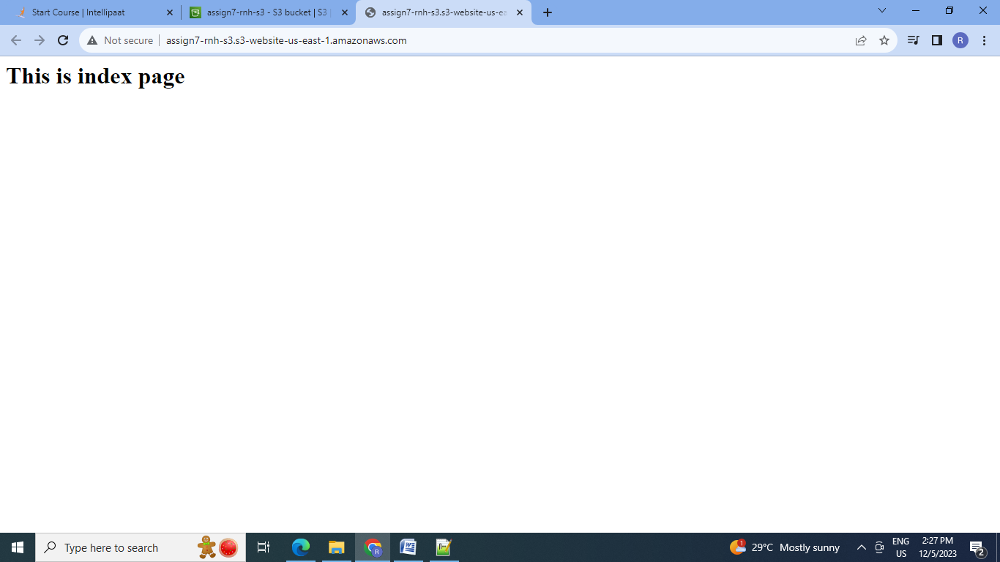 Start Course | Intellipaat
assign7-rnh-s3 - S3 bucket | S3 |
assign7-rnh-s3.s3-website-us-ea
Not secure
assign7-rnh-s3.s3-website-us-east-1.amazonaws.com
R
This is index page
Type here to search
R
W
1
29°C Mostly sunny
ENG
US
2:27 PM
12/5/2023
2